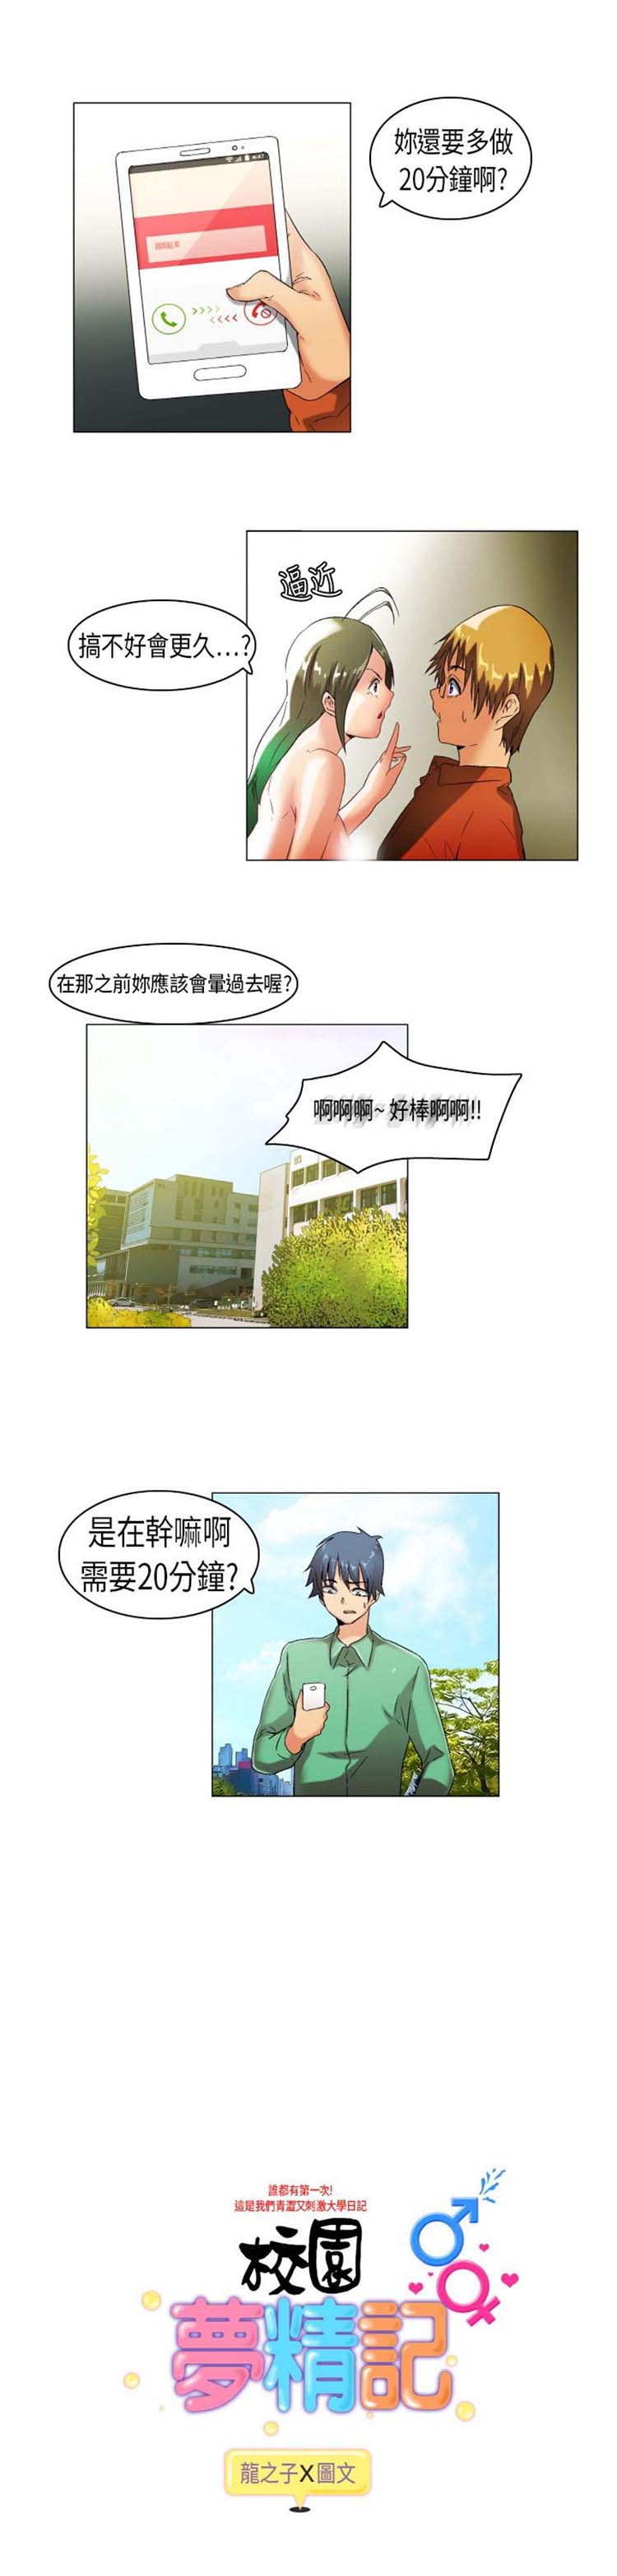 妳還要多做
20分鐘啊?
逼近
搞不好會更久…?
在那之前妳應該會暈過去喔?
啊啊啊~ 好棒啊啊!!
是在幹嘛啊
需要20分鐘?
誰都有第一次!
這是我們青澀又刺激大學日記
校園
夢精記
龍之子X圖文